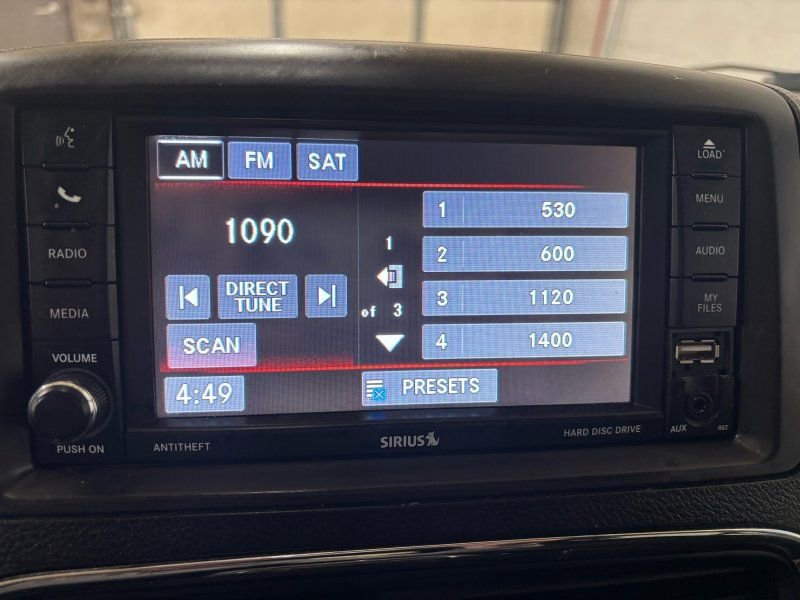 AM FM SAT
1090
DIRECT
TUNE
SCAN
4:49
1
of 3
1 530
2 600
3 1120
4 1400
PRESETS
RADIO
MEDIA
VOLUME
PUSH ON
ANTITHEFT
SIRIUS
HARD DISC DRIVE
LOAD
MENU
AUDIO
MY
FILES
AUX
RBZ